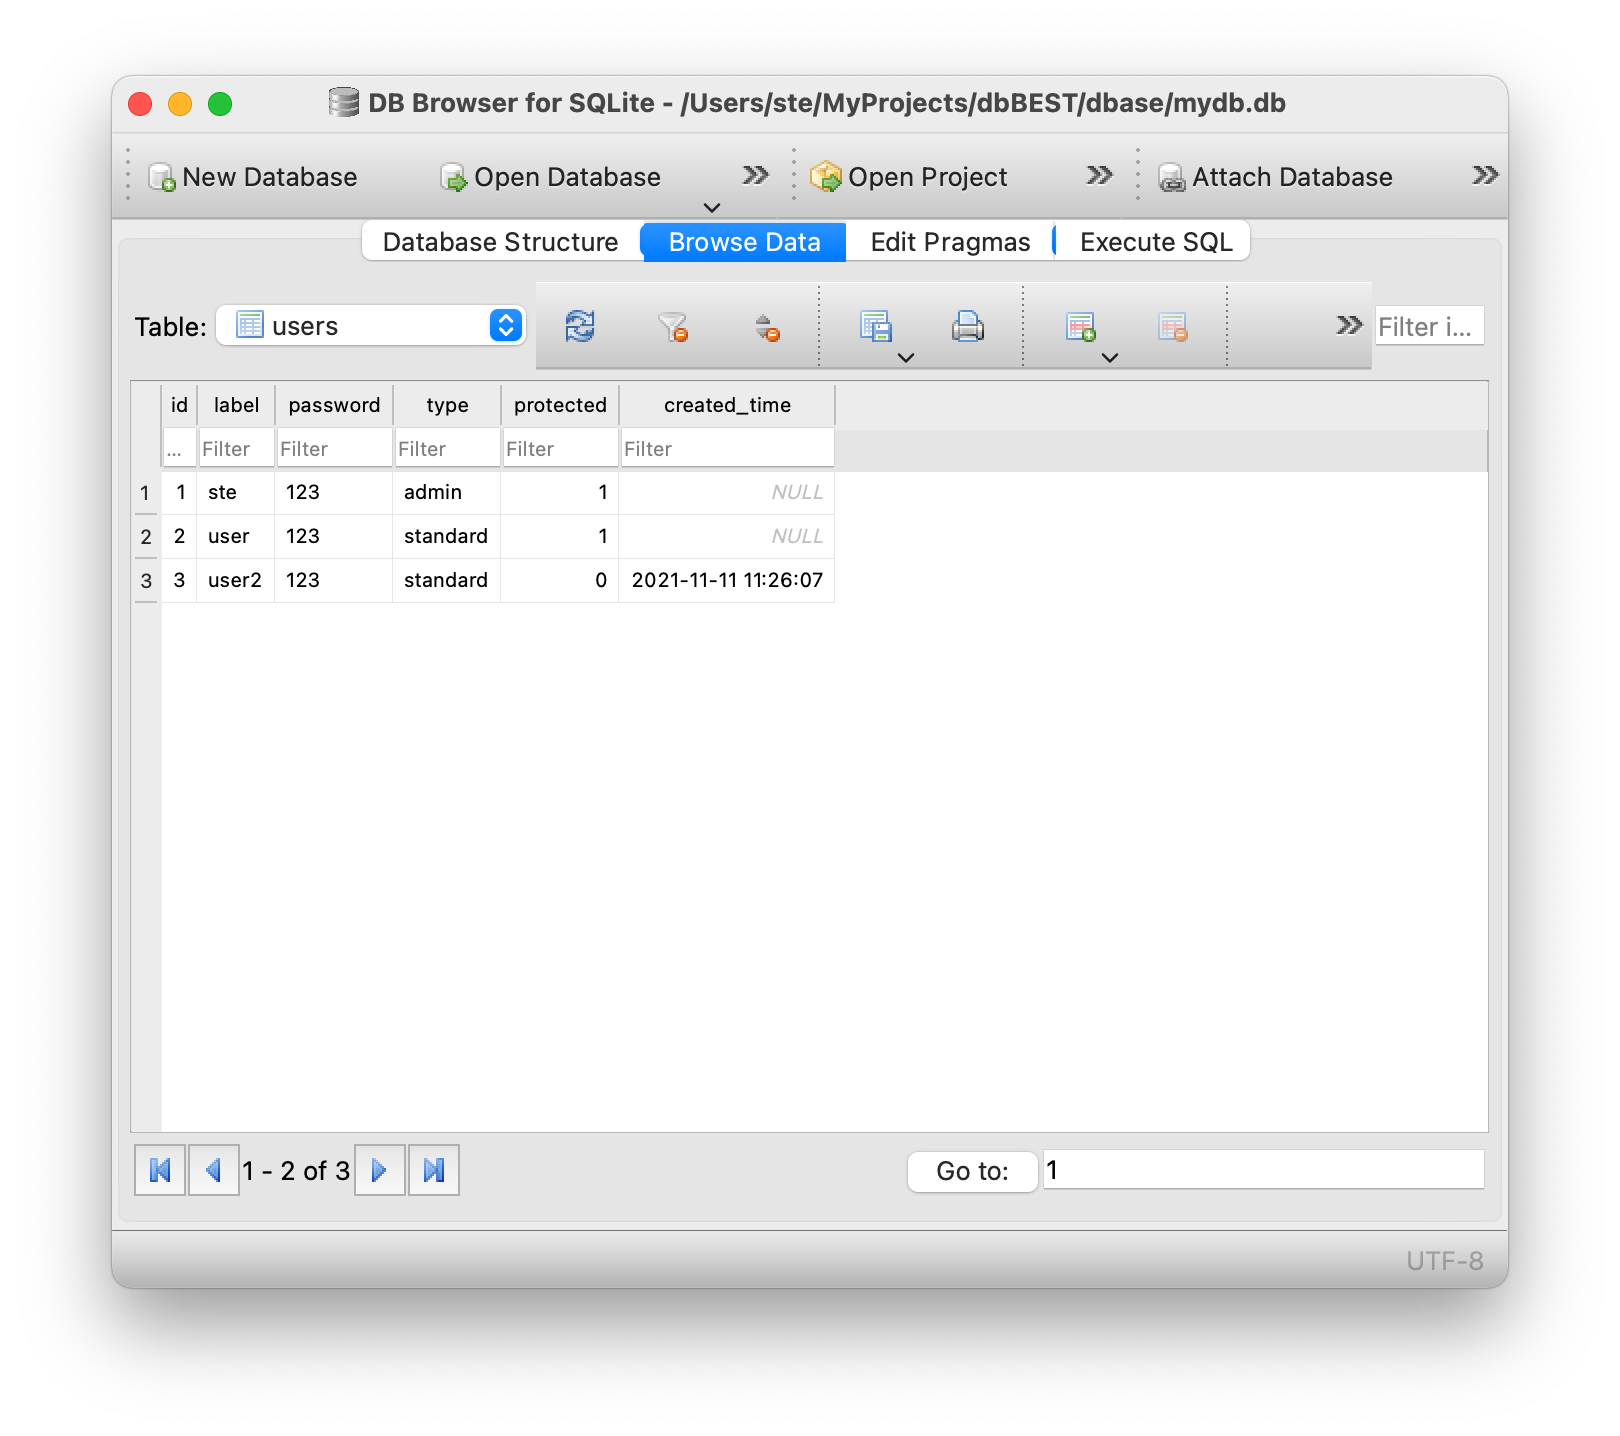 DB Browser for SQLite - /Users/ste/MyProjects/dbBEST/dbase/mydb.db
New Database Open Database Open Project Attach Database
Database Structure Browse Data Edit Pragmas Execute SQL
Table: users Filter i...
id label password type protected created_time
... Filter Filter Filter Filter Filter
1 1 ste 123 admin 1 NULL
2 2 user 123 standard 1 NULL
3 3 user2 123 standard 0 2021-11-11 11:26:07
1 - 2 of 3 Go to: 1
UTF-8